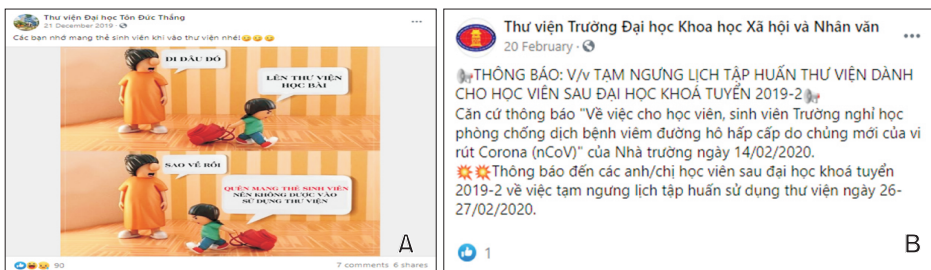 Thư viện Đại học Tôn Đức Thắng
21 December 2019
Các bạn nhớ mang thẻ sinh viên khi vào thư viện nhé!
ĐI ĐÂU ĐÓ
LÊN THƯ VIỆN
HỌC BÀI
SAO VỀ RỒI
QUÊN MANG THẺ SINH VIÊN
NÊN KHÔNG ĐƯỢC VÀO
SỬ DỤNG THƯ VIỆN
90
7 comments 6 shares
A
Thư viện Trường Đại học Khoa học Xã hội và Nhân văn
20 February
THÔNG BÁO: V/v TẠM NGƯNG LỊCH TẬP HUẤN THƯ VIỆN DÀNH
CHO HỌC VIÊN SAU ĐẠI HỌC KHOÁ TUYỂN 2019-2
Căn cứ thông báo "Về việc cho học viên, sinh viên Trường nghỉ học
phòng chống dịch bệnh viêm đường hô hấp cấp do chủng mới của vi
rút Corona (nCoV)" của Nhà trường ngày 14/02/2020.
💥💥Thông báo đến các anh/chị học viên sau đại học khoá tuyển
2019-2 về việc tạm ngưng lịch tập huấn sử dụng thư viện ngày 26-
27/02/2020.
1
B